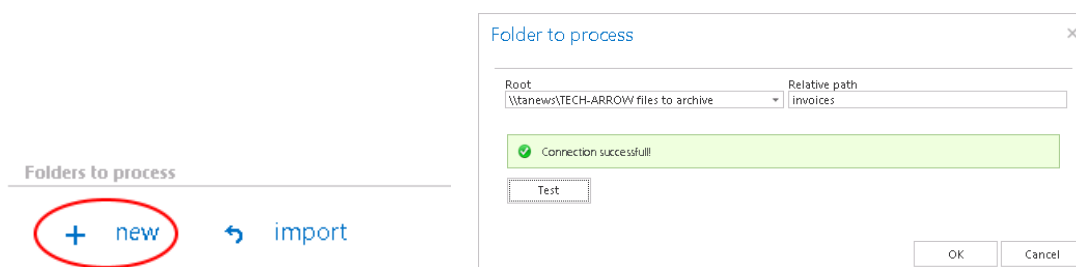 Folder to process
Root
Relative path
\\tanews\TECH-ARROW files to archive
invoices
Connection successfull!
Test
Folders to process
+ new
import
OK
Cancel